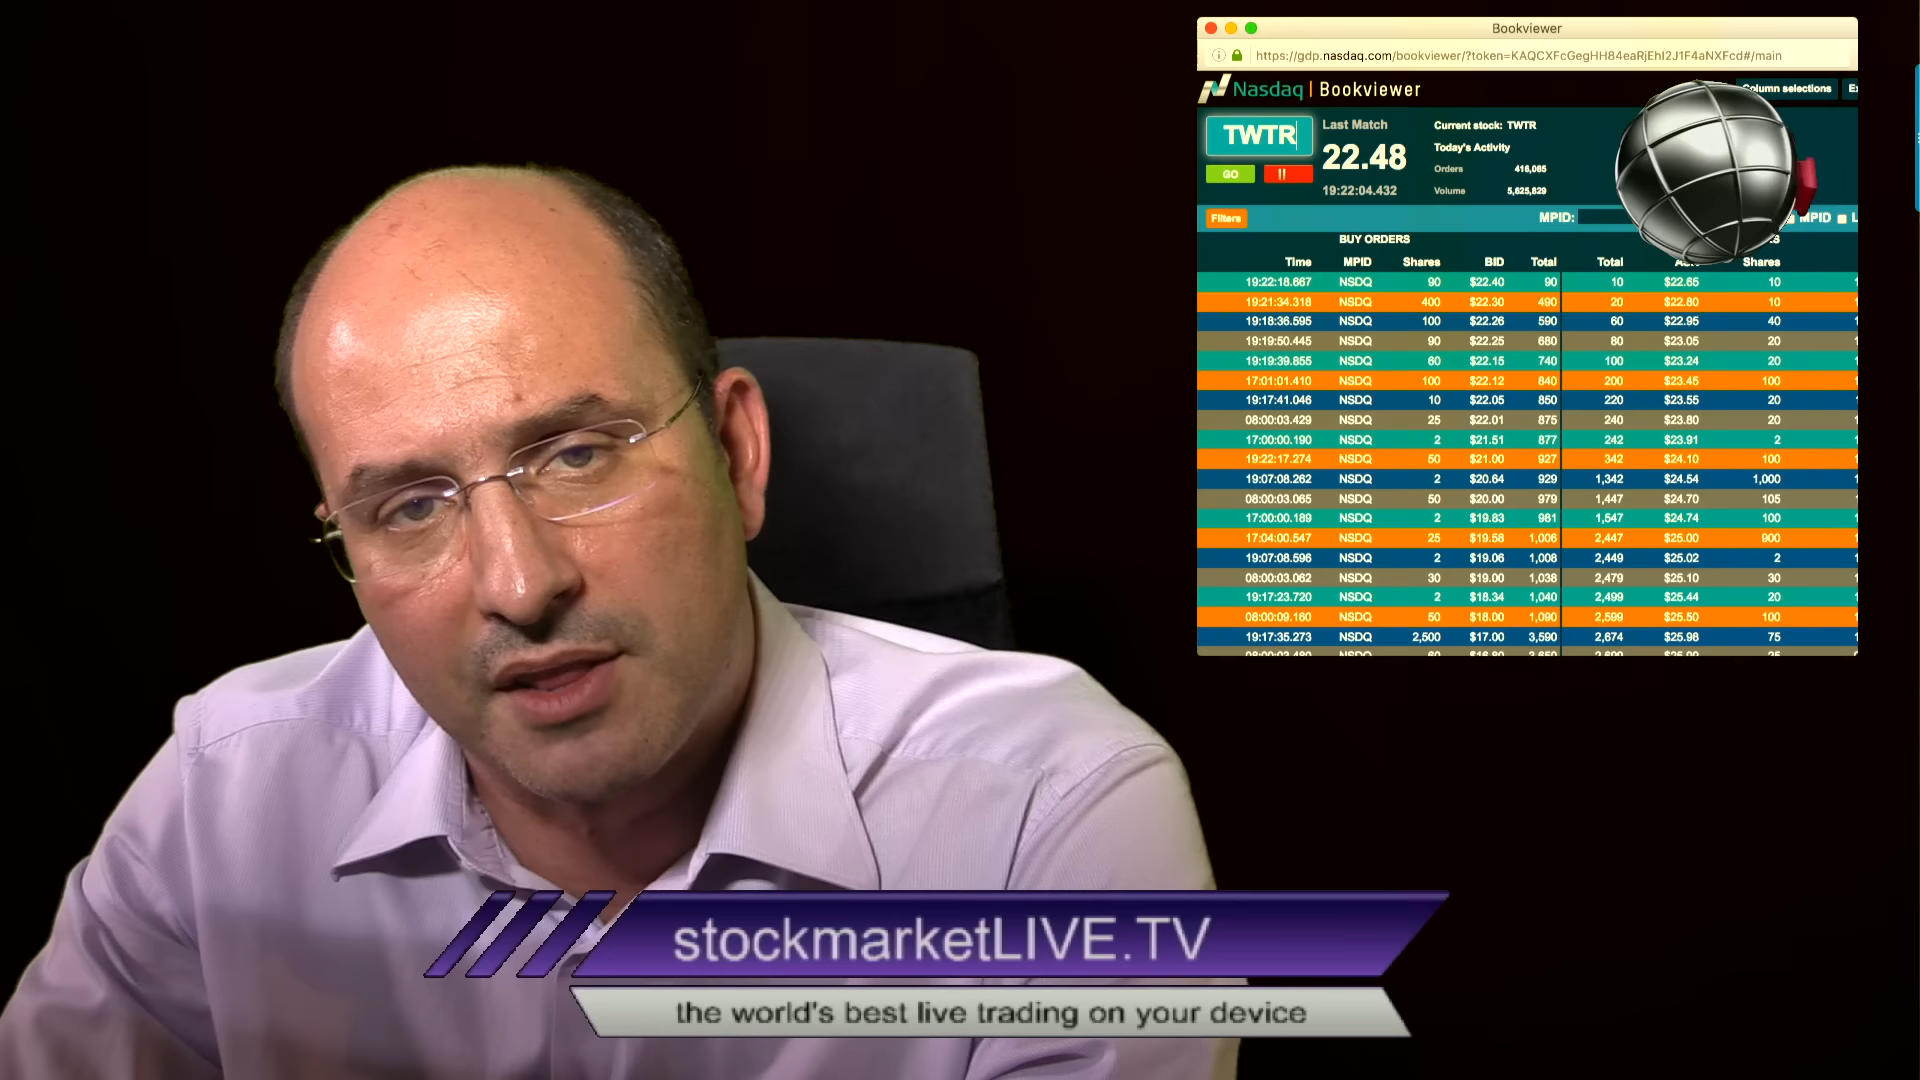 Bookviewer
https://gdp.nasdaq.com/bookviewer/?token=KAQCXFcGegHH84eaRjEhI2J1F4aNXFcd#/main
Nasdaq | Bookviewer
Column selections
TWTR
Last Match
22.48
19:22:04.432
GO
Current stock: TWTR
Today's Activity
Orders 416,065
Volume 5,625,829
Filters MPID: MPID L
BUY ORDERS
Time MPID Shares BID Total Total Shares
19:22:18.667 NSDQ 90 $22.40 90 10 $22.65 10
19:21:34.318 NSDQ 400 $22.30 490 20 $22.80 10
19:18:36.595 NSDQ 100 $22.26 590 60 $22.95 40
19:19:50.445 NSDQ 90 $22.25 680 80 $23.05 20
19:19:39.855 NSDQ 60 $22.15 740 100 $23.24 20
17:01:01.410 NSDQ 100 $22.12 840 200 $23.45 100
19:17:41.046 NSDQ 10 $22.05 850 220 $23.55 20
08:00:03.429 NSDQ 25 $22.01 875 240 $23.80 20
17:00:00.190 NSDQ 2 $21.51 877 242 $23.91 2
19:22:17.274 NSDQ 50 $21.00 927 342 $24.10 100
19:07:08.262 NSDQ 2 $20.64 929 1,342 $24.54 1,000
08:00:03.065 NSDQ 50 $20.00 979 1,447 $24.70 105
17:00:00.189 NSDQ 2 $19.83 981 1,547 $24.74 100
17:04:00.547 NSDQ 25 $19.58 1,006 2,447 $25.00 900
19:07:08.596 NSDQ 2 $19.06 1,008 2,449 $25.02 2
08:00:03.062 NSDQ 30 $19.00 1,038 2,479 $25.10 30
19:17:23.720 NSDQ 2 $18.34 1,040 2,499 $25.44 20
08:00:09.160 NSDQ 50 $18.00 1,090 2,599 $25.50 100
19:17:35.273 NSDQ 2,500 $17.00 3,590 2,674 $25.98 75
stockmarketLIVE.TV
the world's best live trading on your device